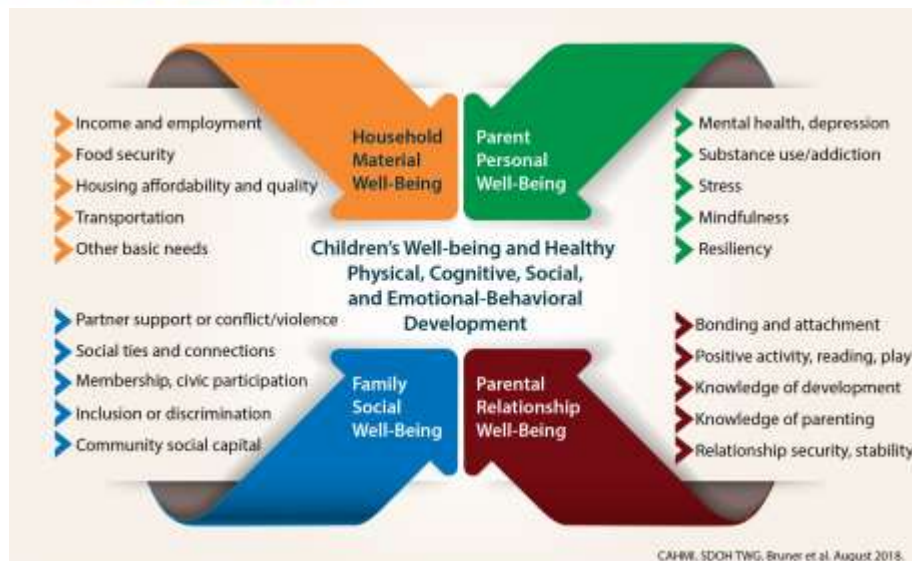 Income and employment
Food security
Housing affordability and quality
Transportation
Other basic needs
Household
Material
Well-Being
Parent
Personal
Well-Being
Mental health, depression
Substance use/addiction
Stress
Mindfulness
Resiliency
Children's Well-being and Healthy
Physical, Cognitive, Social,
and Emotional-Behavioral
Development
Partner support or conflict/violence
Social ties and connections
Membership, civic participation
Inclusion or discrimination
Community social capital
Family
Social
Well-Being
Parental
Relationship
Well-Being
Bonding and attachment
Positive activity, reading, play
Knowledge of development
Knowledge of parenting
Relationship security, stability
CAHMI, SDOH TWG, Bruner et al. August 2018.